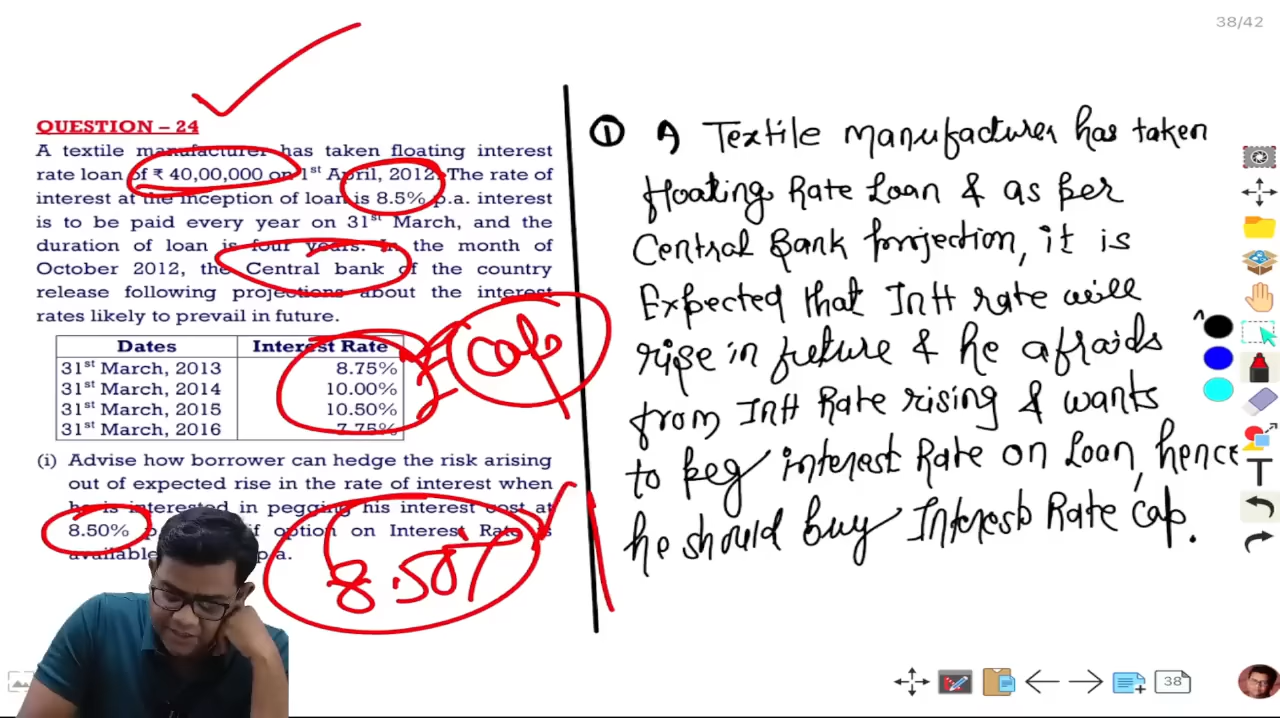 38/42
QUESTION – 24
A textile manufacturer has taken floating interest
rate loan of ₹ 40,00,000 on 1st April, 2012. The rate of
interest at the inception of loan is 8.5% p.a. interest
is to be paid every year on 31st March, and the
duration of loan is four years. In the month of
October 2012, the Central bank of the country
release following projections about the interest
rates likely to prevail in future.
Dates Interest Rate
31st March, 2013 8.75%
31st March, 2014 10.00%
31st March, 2015 10.50%
31st March, 2016 7.75%
cap
(i) Advise how borrower can hedge the risk arising
out of expected rise in the rate of interest when
he is interested in pegging his interest cost at
8.50% p if option on Interest Rate is
available p.a.
8.50%
① A Textile manufacturer has taken
floating Rate Loan & as per
Central Bank projection, it is
Expected that Intt rate will
rise in future & he afraids
from Intt Rate rising & wants
to peg interest Rate on Loan, hence
he should buy Interest Rate Cap.
T
38